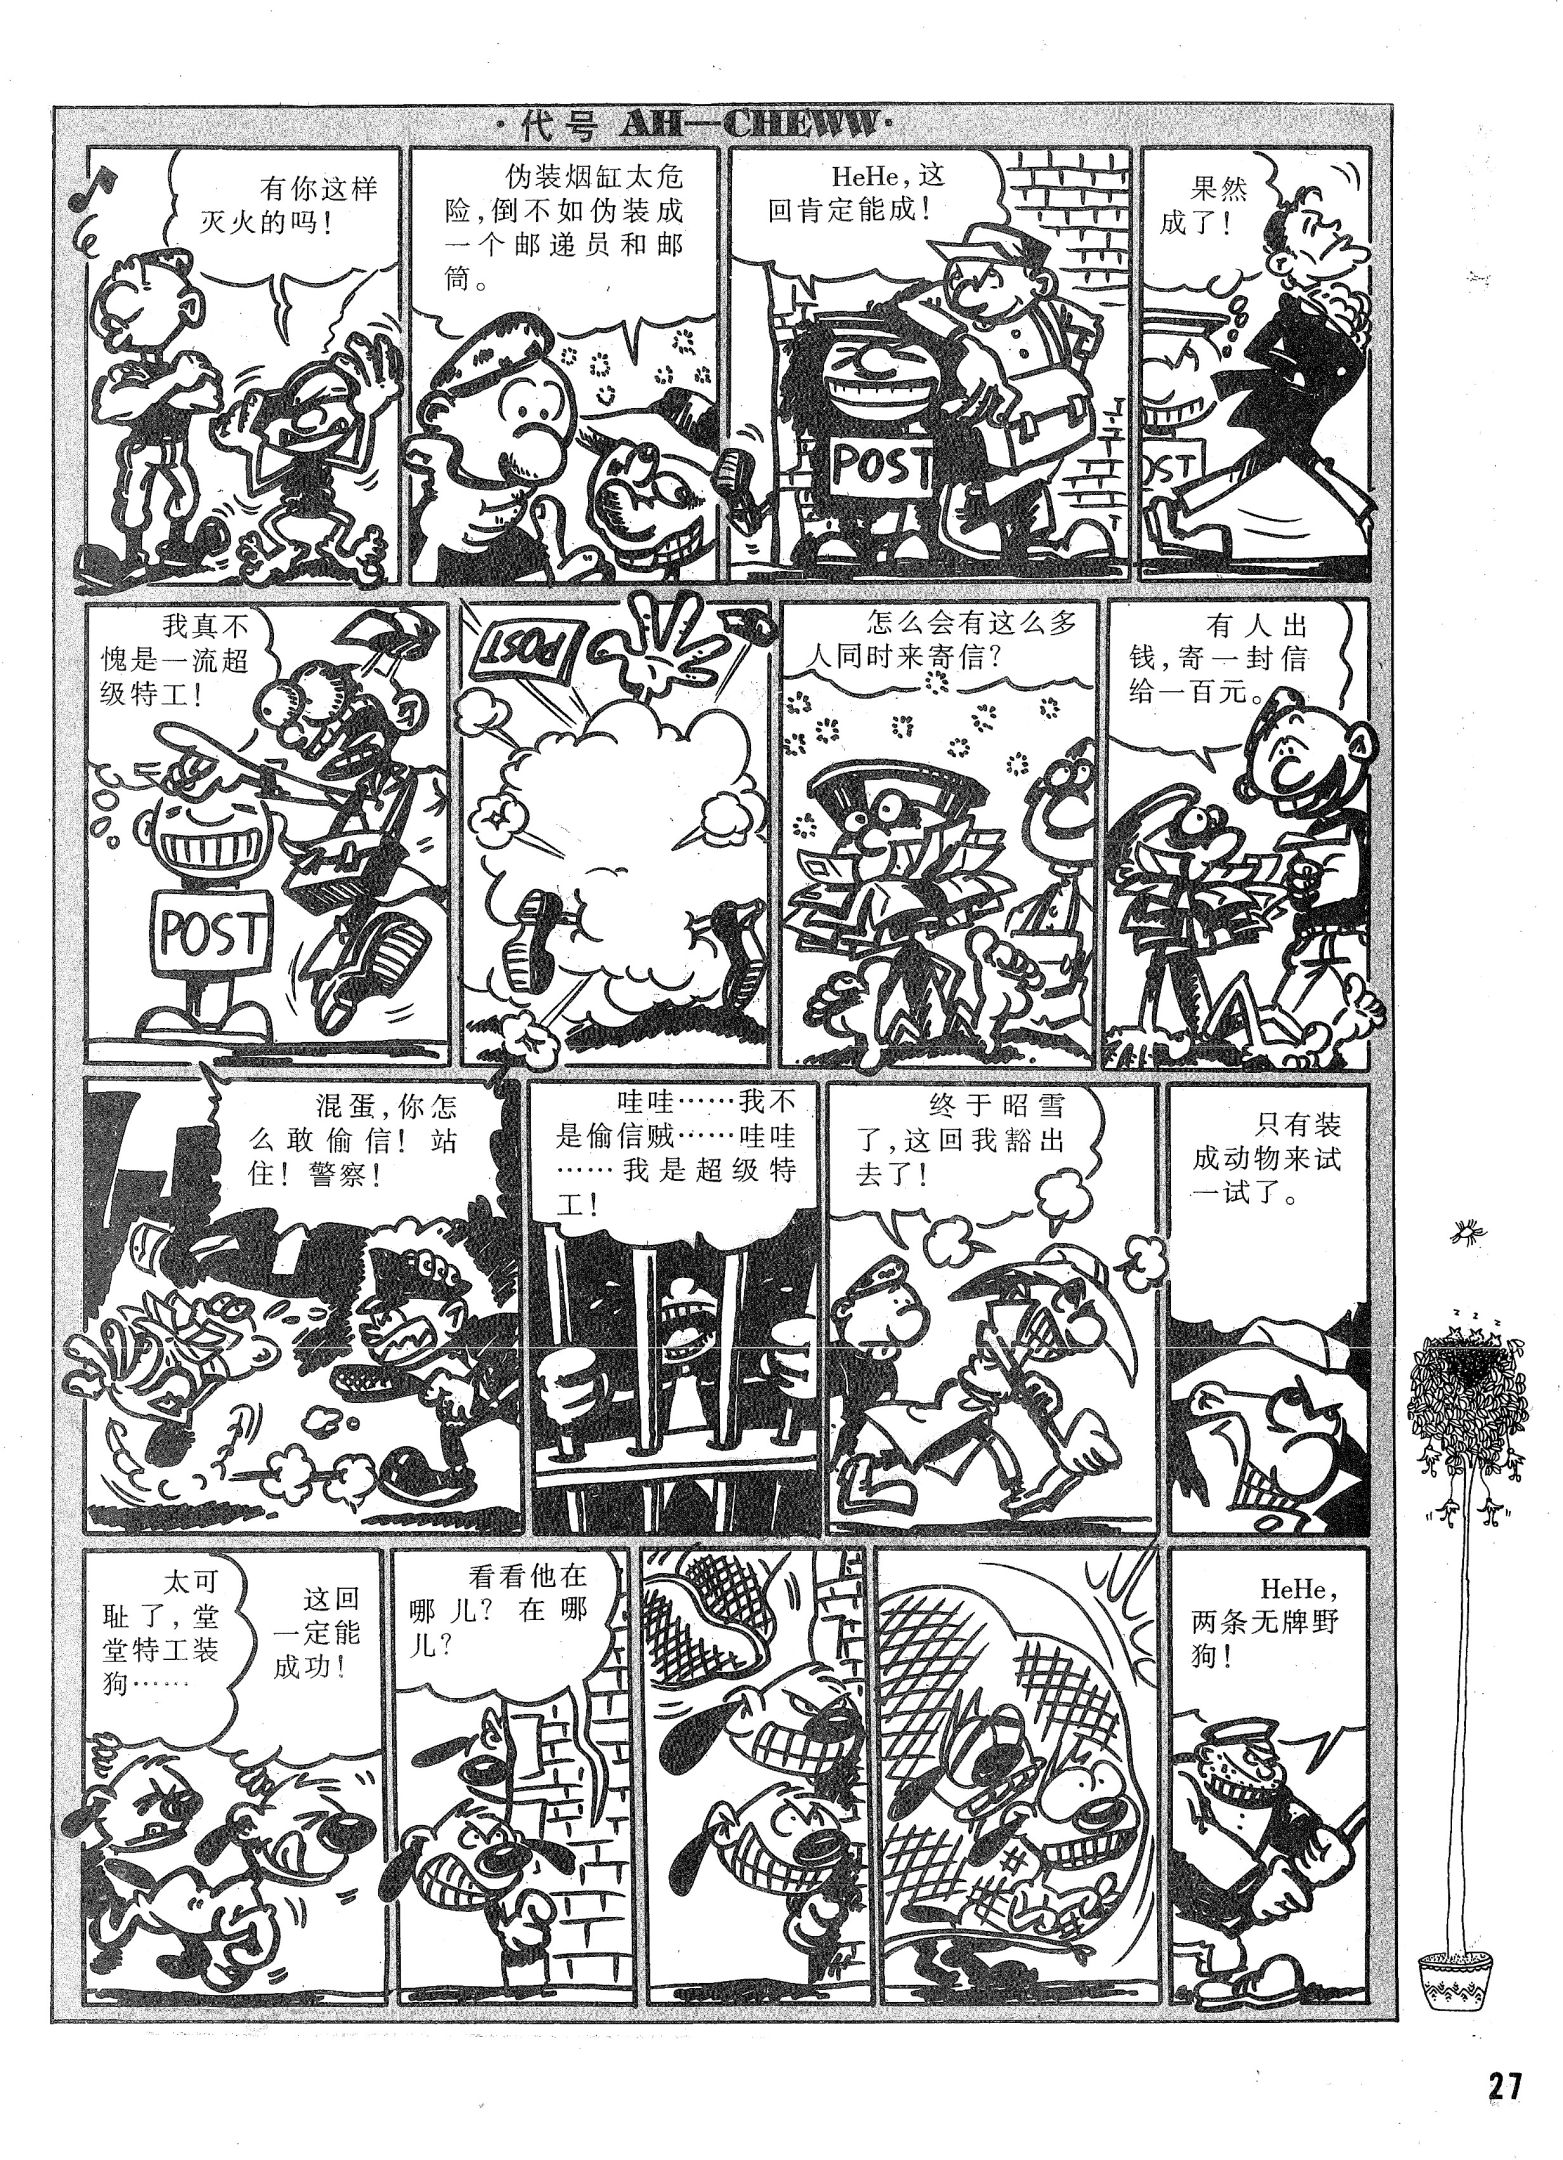 ·代号 AH—CHEWW·
有你这样
灭火的吗！
伪装烟缸太危
险，倒不如伪装成
一个邮递员和邮
筒。
HeHe，这
回肯定能成！
POST
果然
成了！
OST
我真不
愧是一流超
级特工！
POST
POST
怎么会有这么多
人同时来寄信？
有人出
钱，寄一封信
给一百元。
混蛋，你怎
么敢偷信！站
住！警察！
哇哇……我不
是偷信贼……哇哇
……我是超级特
工！
终于昭雪
了，这回我豁出
去了！
只有装
成动物来试
一试了。
z z z z
太可
耻了，堂
堂特工装
狗……
这回
一定能
成功！
看看他在
哪儿？在哪
儿？
HeHe，
两条无牌野
狗！
27